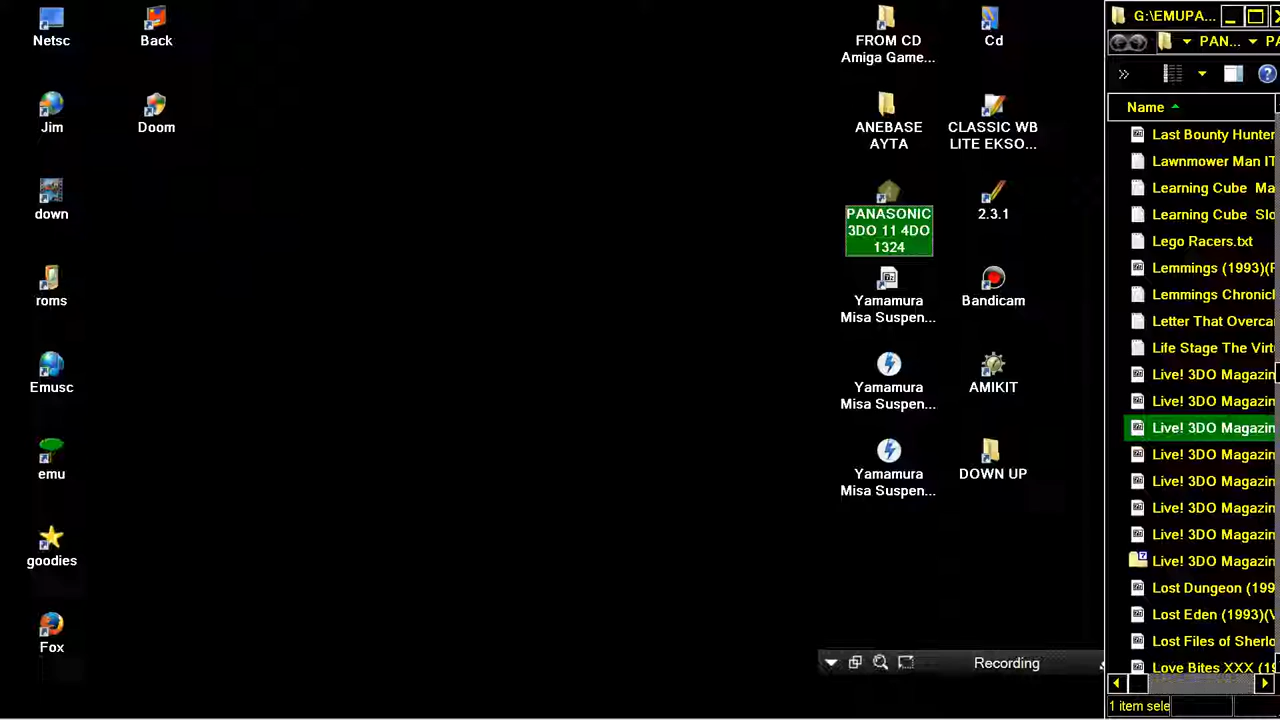 Netsc
Back
Jim
Doom
down
roms
Emusc
emu
goodies
Fox
FROM CD
Amiga Game...
Cd
ANEBASE
AYTA
CLASSIC WB
LITE EKSO...
PANASONIC
3DO 11 4DO
1324
2.3.1
Yamamura
Misa Suspen...
Bandicam
Yamamura
Misa Suspen...
AMIKIT
Yamamura
Misa Suspen...
DOWN UP
Recording
G:\EMUPA...
PAN...
PA
Name
Last Bounty Hunter
Lawnmower Man IT
Learning Cube Ma
Learning Cube Slo
Lego Racers.txt
Lemmings (1993)(F
Lemmings Chronicl
Letter That Overca
Life Stage The Virt
Live! 3DO Magazin
Live! 3DO Magazin
Live! 3DO Magazin
Live! 3DO Magazin
Live! 3DO Magazin
Live! 3DO Magazin
Live! 3DO Magazin
Live! 3DO Magazin
Lost Dungeon (199
Lost Eden (1993)(V
Lost Files of Sherlo
Love Bites XXX (19
1 item sele